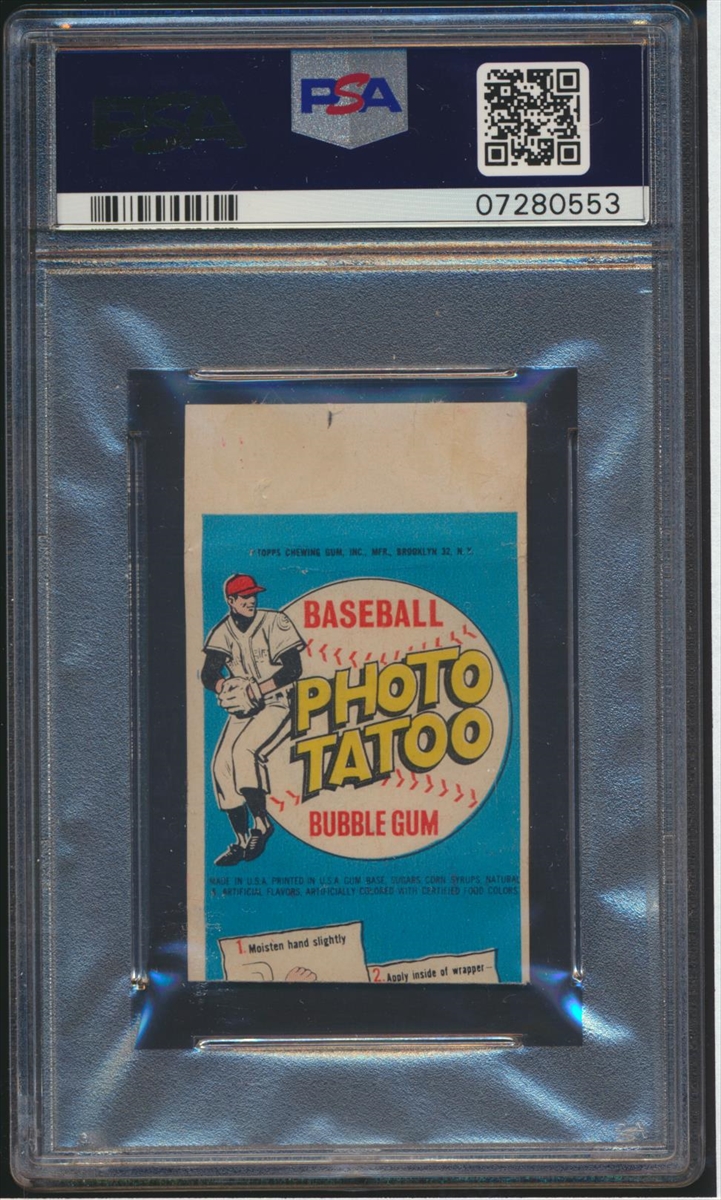 PSA
07280553
TOPPS CHEWING GUM, INC., MFR., BROOKLYN 32, N.Y.
BASEBALL
PHOTO
TATOO
BUBBLE GUM
MADE IN U.S.A. PRINTED IN U.S.A. GUM BASE, SUGARS, CORN SYRUPS, NATURAL
& ARTIFICIAL FLAVORS, ARTIFICIALLY COLORED WITH CERTIFIED FOOD COLORS.
1. Moisten hand slightly
2. Apply inside of wrapper—